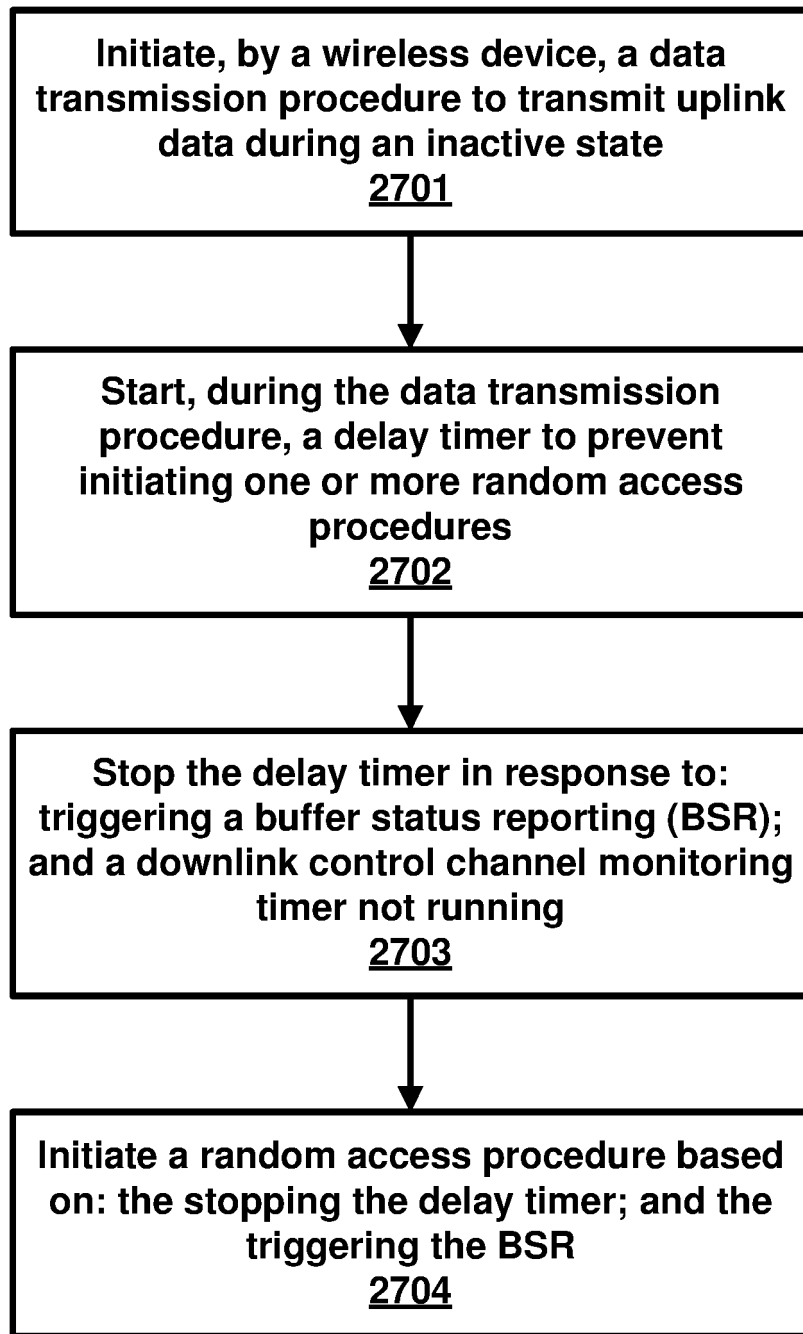 Initiate, by a wireless device, a data
transmission procedure to transmit uplink
data during an inactive state
2701
Start, during the data transmission
procedure, a delay timer to prevent
initiating one or more random access
procedures
2702
Stop the delay timer in response to:
triggering a buffer status reporting (BSR);
and a downlink control channel monitoring
timer not running
2703
Initiate a random access procedure based
on: the stopping the delay timer; and the
triggering the BSR
2704